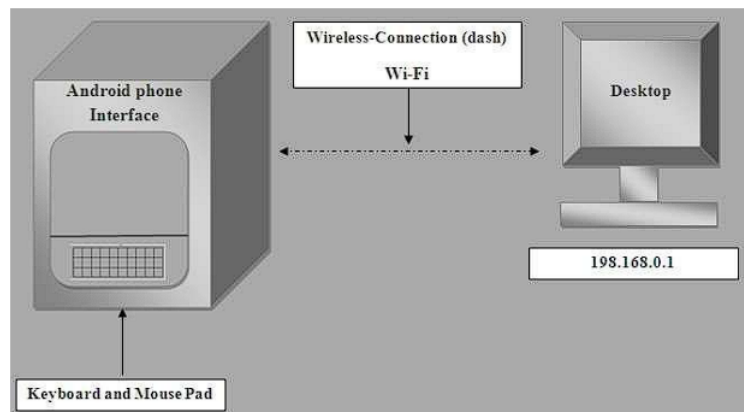 Wireless-Connection (dash)
Wi-Fi
Android phone
Interface
Desktop
198.168.0.1
Keyboard and Mouse Pad